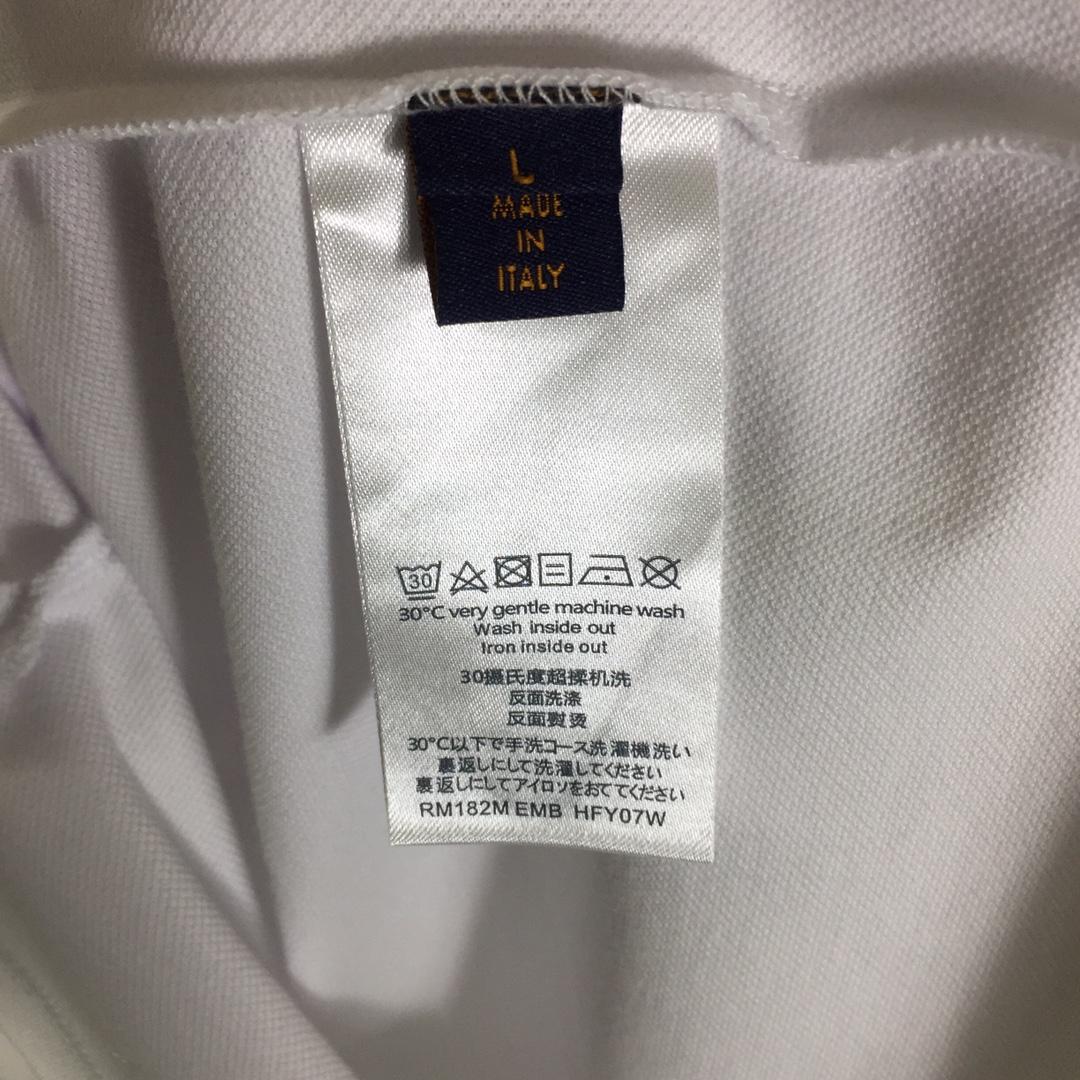 L
MADE
IN
ITALY
30
30°C very gentle machine wash
Wash inside out
Iron inside out
30摄氏度超揉机洗
反面洗涤
反面熨烫
30°C以下で手洗コース洗濯機洗い
裏返しにして洗濯してください
裏返しにしてアイロソをおててください
RM182M EMB HFY07W